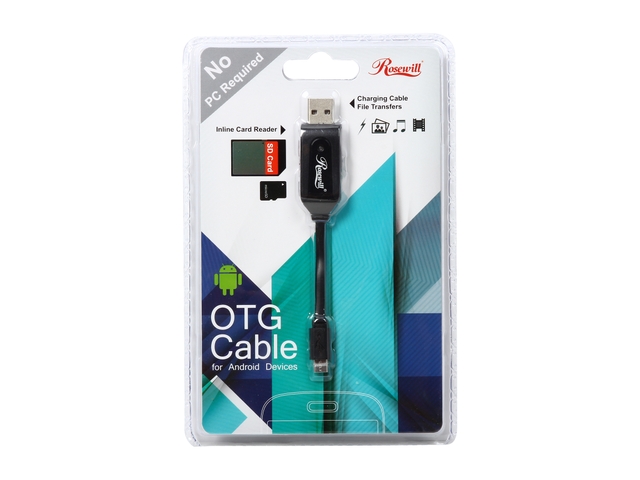 No
PC Required
Rosewill®
Charging Cable
File Transfers
Inline Card Reader
SD Card
microSD
Rosewill®
OTG
Cable
for Android Devices